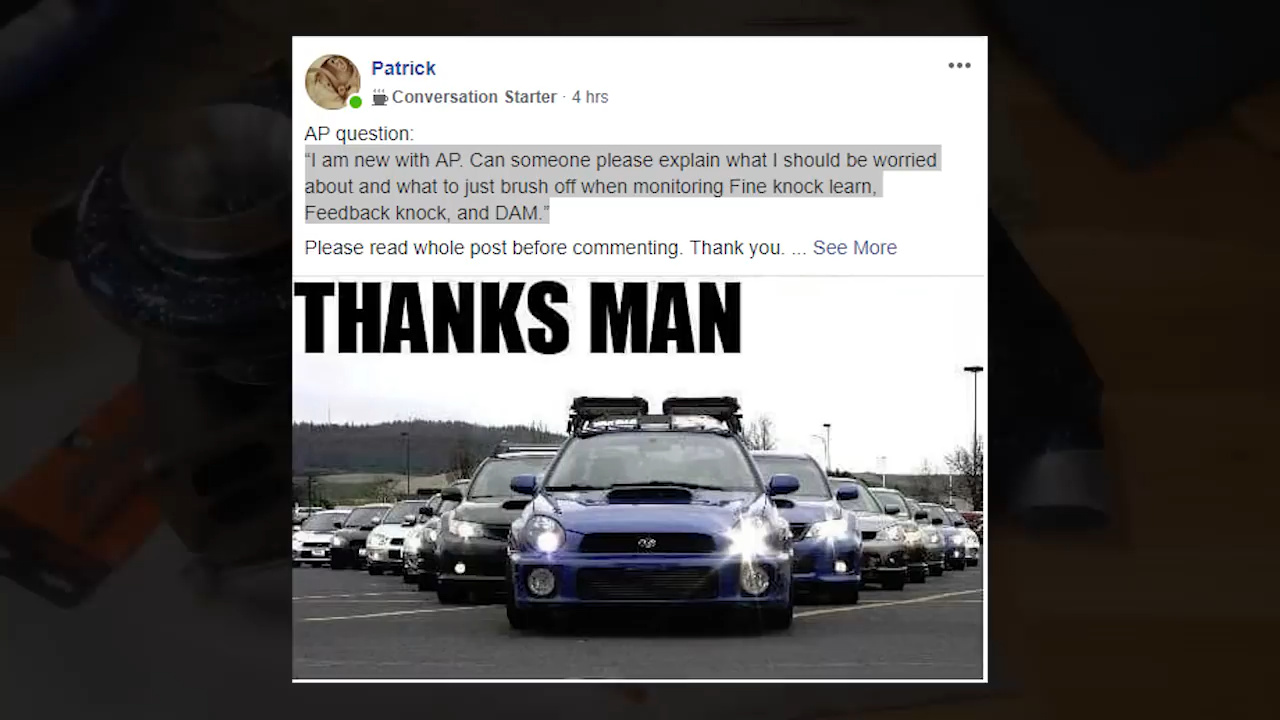 Patrick
Conversation Starter · 4 hrs
AP question:
“I am new with AP. Can someone please explain what I should be worried
about and what to just brush off when monitoring Fine knock learn,
Feedback knock, and DAM.”
Please read whole post before commenting. Thank you. ... See More
THANKS MAN